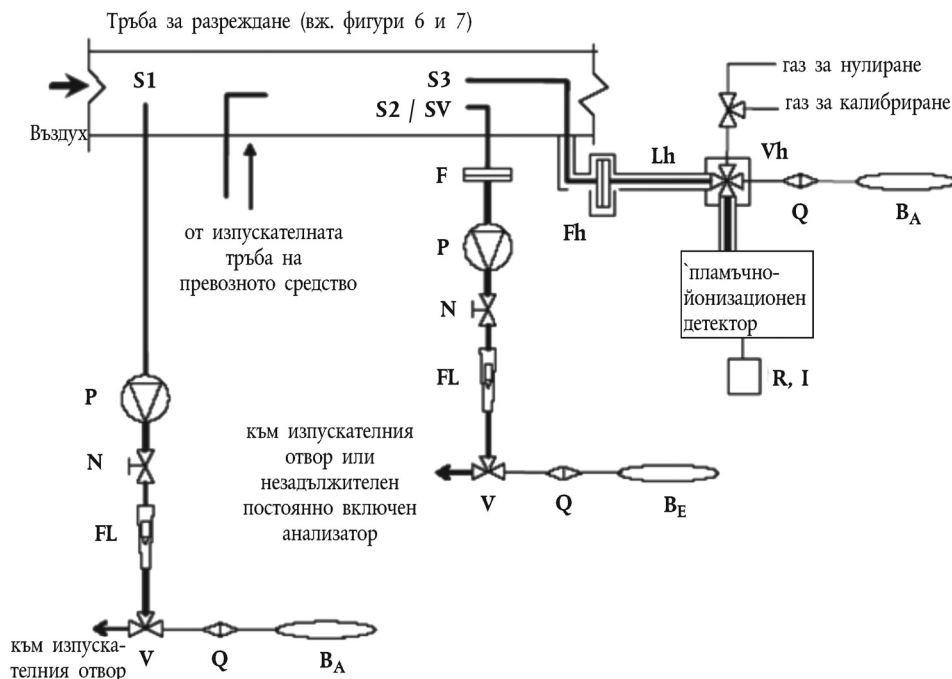 Тръба за разреждане (вж. фигури 6 и 7)
газ за нулиране
S1
S3
газ за калибриране
S2 / SV
Въздух
Lh
Vh
F
Q
B_A
Fh
от изпускателната
тръба на
превозното средство
P
`пламъчно-
йонизационен
детектор
N
FL
R, I
P
към изпускателния
отвор или
незадължителен
постоянно включен
анализатор
N
V
Q
B_E
FL
към изпуска-
телния отвор
V
Q
B_A